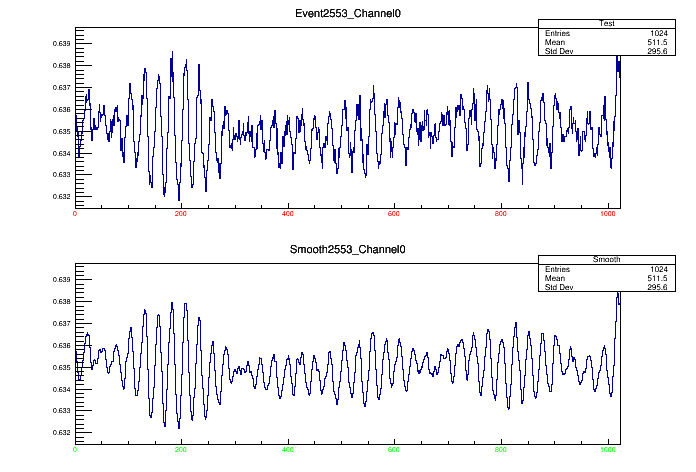 Event2553_Channel0
Test
Entries 1024
Mean 511.5
Std Dev 295.6
0.639
0.638
0.637
0.636
0.635
0.634
0.633
0.632
0 200 400 600 800 1000
Smooth2553_Channel0
Smooth
Entries 1024
Mean 511.5
Std Dev 295.6
0.639
0.638
0.637
0.636
0.635
0.634
0.633
0.632
0 200 400 600 800 1000